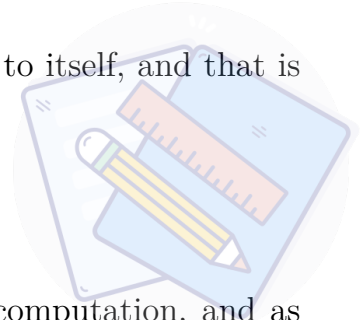 to itself, and that is
computation, and as